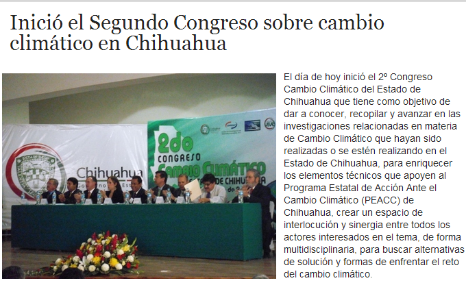 Inició el Segundo Congreso sobre cambio
climático en Chihuahua
El día de hoy inició el 2º Congreso
Cambio Climático del Estado de
Chihuahua que tiene como objetivo de
dar a conocer, recopilar y avanzar en las
investigaciones relacionadas en materia
de Cambio Climático que hayan sido
realizadas o se estén realizando en el
Estado de Chihuahua, para enriquecer
los elementos técnicos que apoyen al
Programa Estatal de Acción Ante el
Cambio Climático (PEACC) de
Chihuahua, crear un espacio de
interlocución y sinergia entre todos los
actores interesados en el tema, de forma
multidisciplinaria, para buscar alternativas
de solución y formas de enfrentar el reto
del cambio climático.
Chihuahua
2do
CONGRESO
CAMBIO CLIMÁTICO
DE CHIHUAHUA